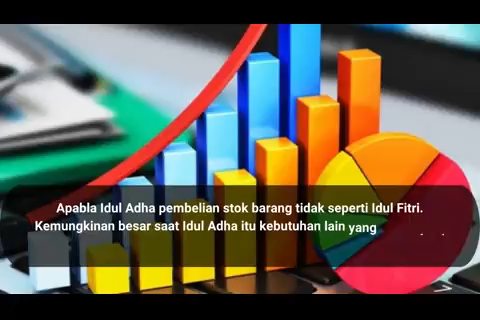 Apabla Idul Adha pembelian stok barang tidak seperti Idul Fitri.
Kemungkinan besar saat Idul Adha itu kebutuhan lain yang